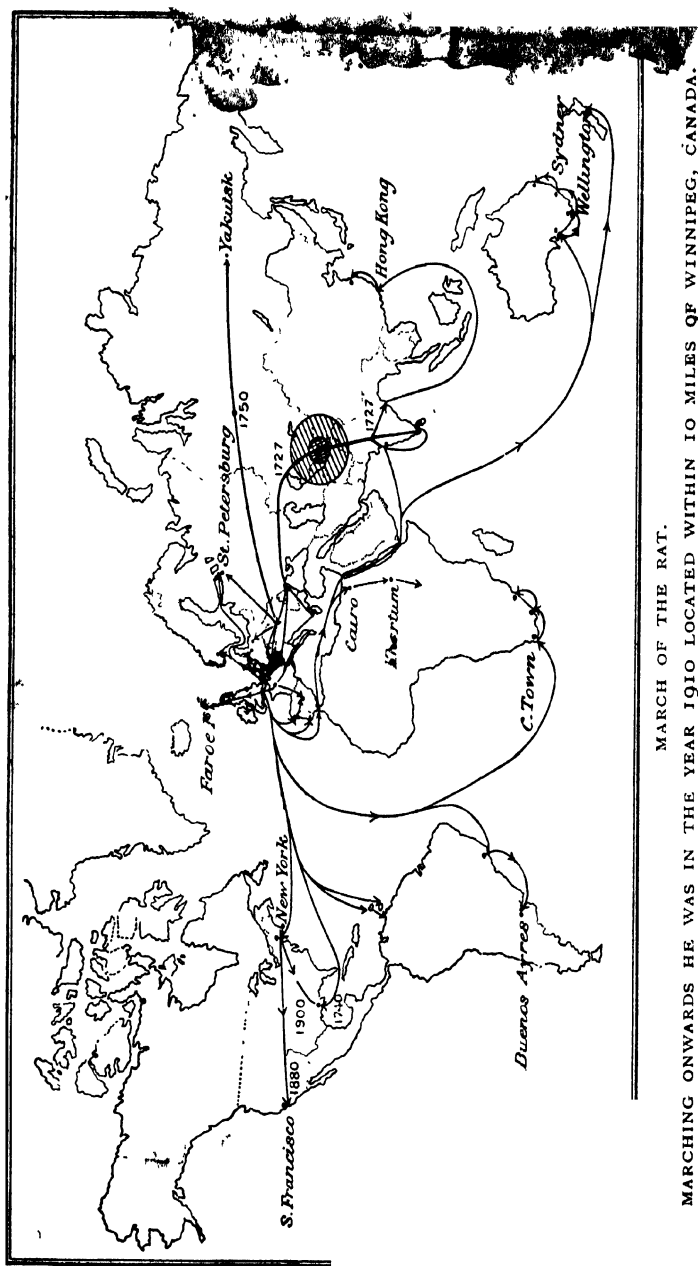 Faroe Is
St. Petersburg
Yakutsk
1750
1727
1727
Hong Kong
Sydney
Wellington
Cairo
Khartum
C. Town
New York
1900
1740
1880
S. Francisco
Buenos Ayres
MARCH OF THE RAT.
MARCHING ONWARDS HE WAS IN THE YEAR 1910 LOCATED WITHIN 10 MILES OF WINNIPEG, CANADA.